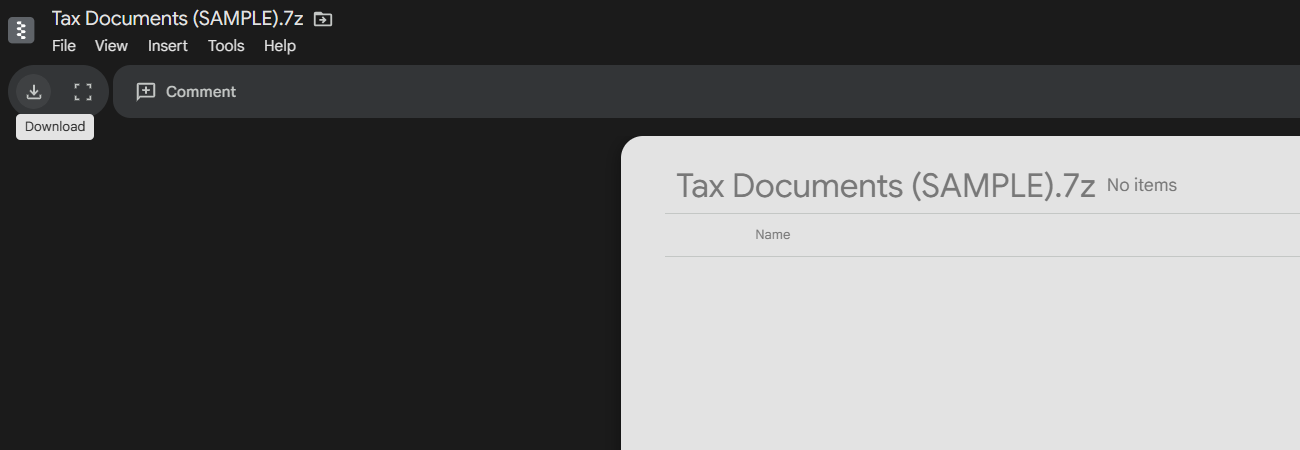 Tax Documents (SAMPLE).7z
File View Insert Tools Help
Comment
Download
Tax Documents (SAMPLE).7z No items
Name